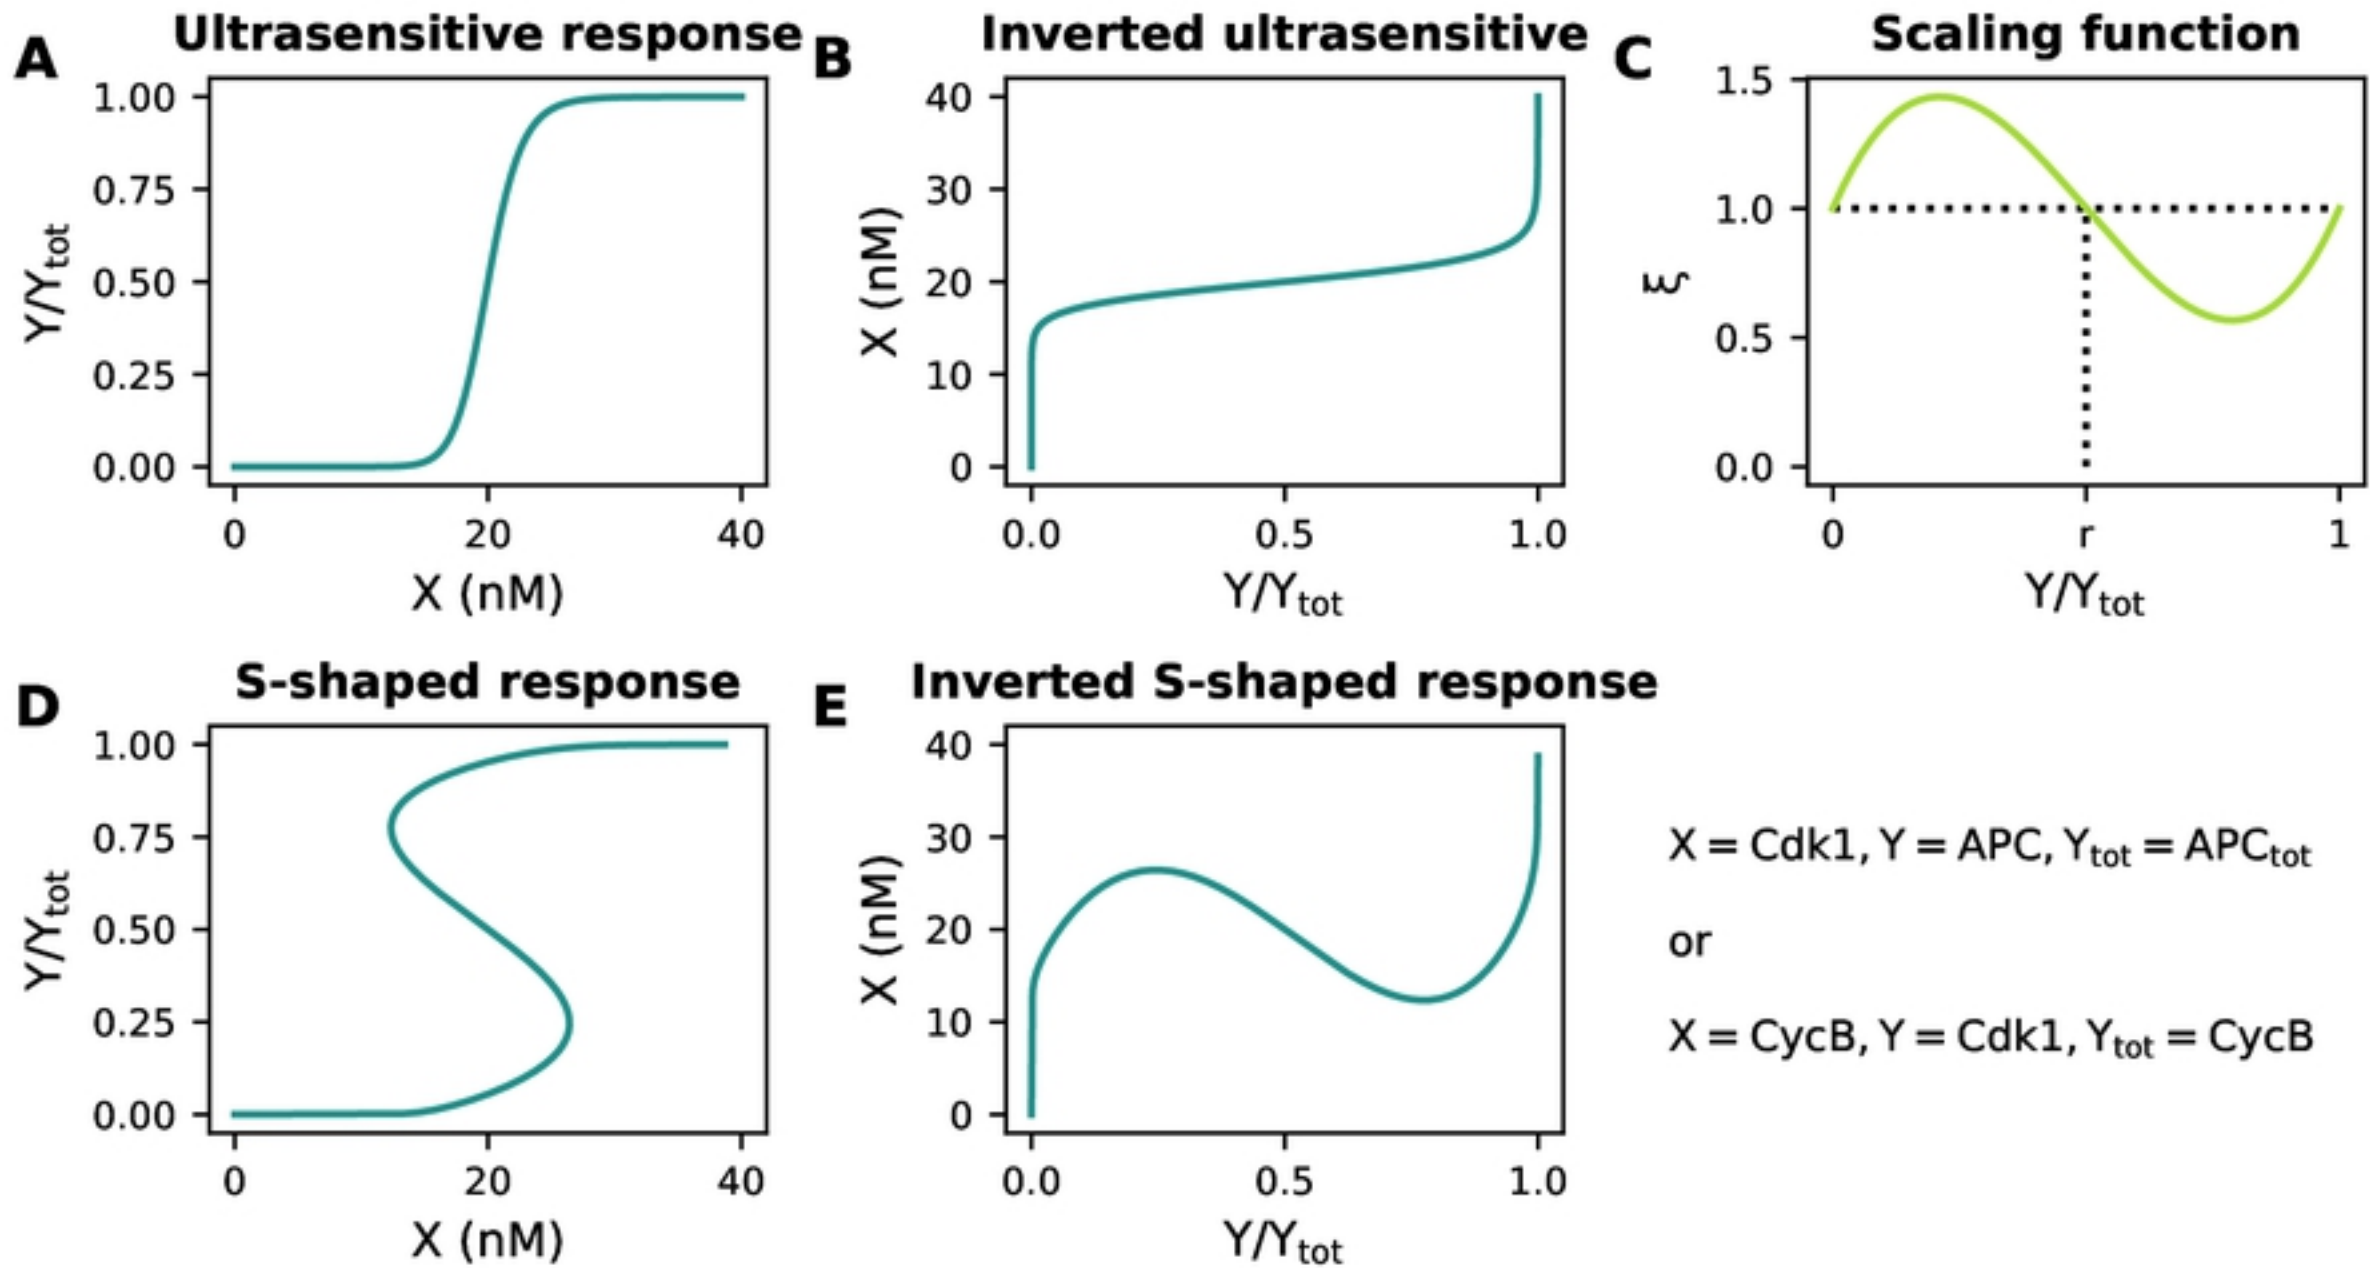 A Ultrasensitive response
1.00
0.75
0.50
0.25
0.00
Y/Ytot
0 20 40
X (nM)
B Inverted ultrasensitive
40
30
20
10
0
X (nM)
0.0 0.5 1.0
Y/Ytot
C Scaling function
1.5
1.0
0.5
0.0
ξ
0 r 1
Y/Ytot
D S-shaped response
1.00
0.75
0.50
0.25
0.00
Y/Ytot
0 20 40
X (nM)
E Inverted S-shaped response
40
30
20
10
0
X (nM)
0.0 0.5 1.0
Y/Ytot
X = Cdk1, Y = APC, Ytot = APCtot
or
X = CycB, Y = Cdk1, Ytot = CycB